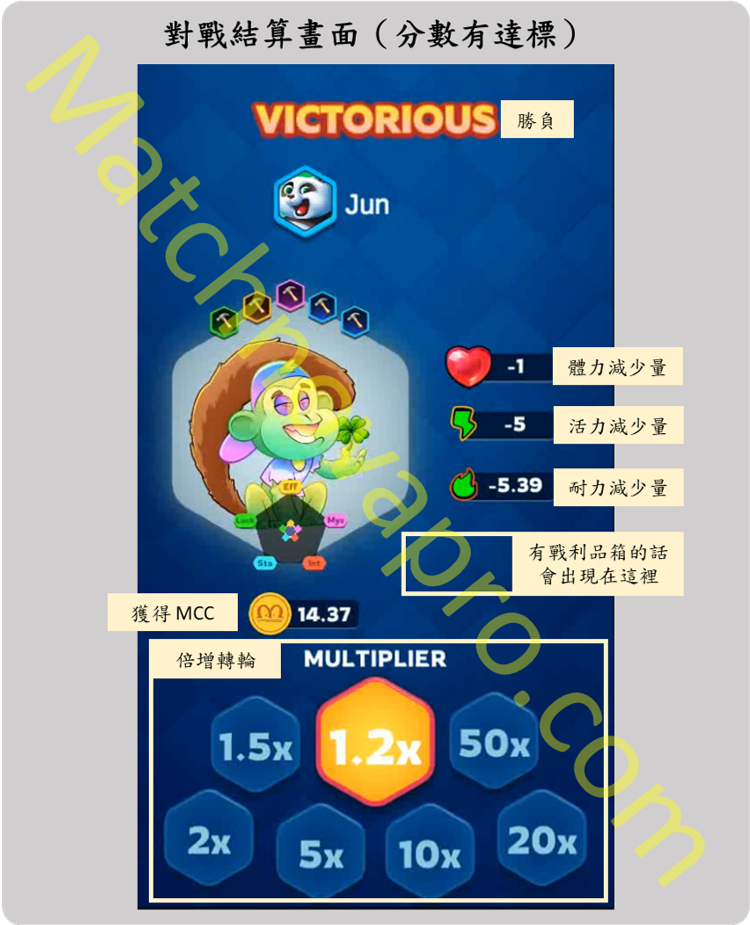 對戰結算畫面（分數有達標）
VICTORIOUS
勝負
Jun
-1
體力減少量
-5
活力減少量
-5.39
耐力減少量
Eff
Luck
Mys
Sta
Int
有戰利品箱的話
會出現在這裡
獲得 MCC
14.37
倍增轉輪
MULTIPLIER
1.5x
1.2x
50x
2x
5x
10x
20x